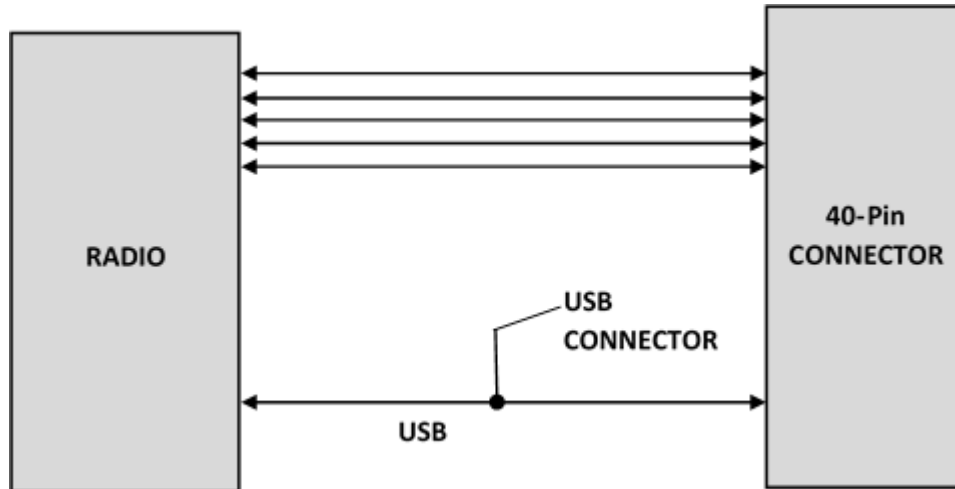 RADIO
40-Pin
CONNECTOR
USB
CONNECTOR
USB